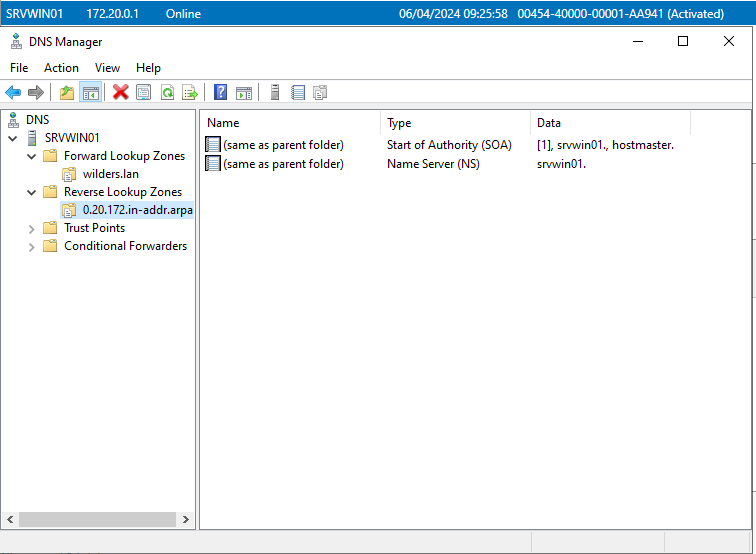 SRVWIN01 172.20.0.1 Online 06/04/2024 09:25:58 00454-40000-00001-AA941 (Activated)
DNS Manager
File Action View Help
DNS
SRVWIN01
Forward Lookup Zones
wilders.lan
Reverse Lookup Zones
0.20.172.in-addr.arpa
Trust Points
Conditional Forwarders
Name Type Data
(same as parent folder) Start of Authority (SOA) [1], srvwin01., hostmaster.
(same as parent folder) Name Server (NS) srvwin01.